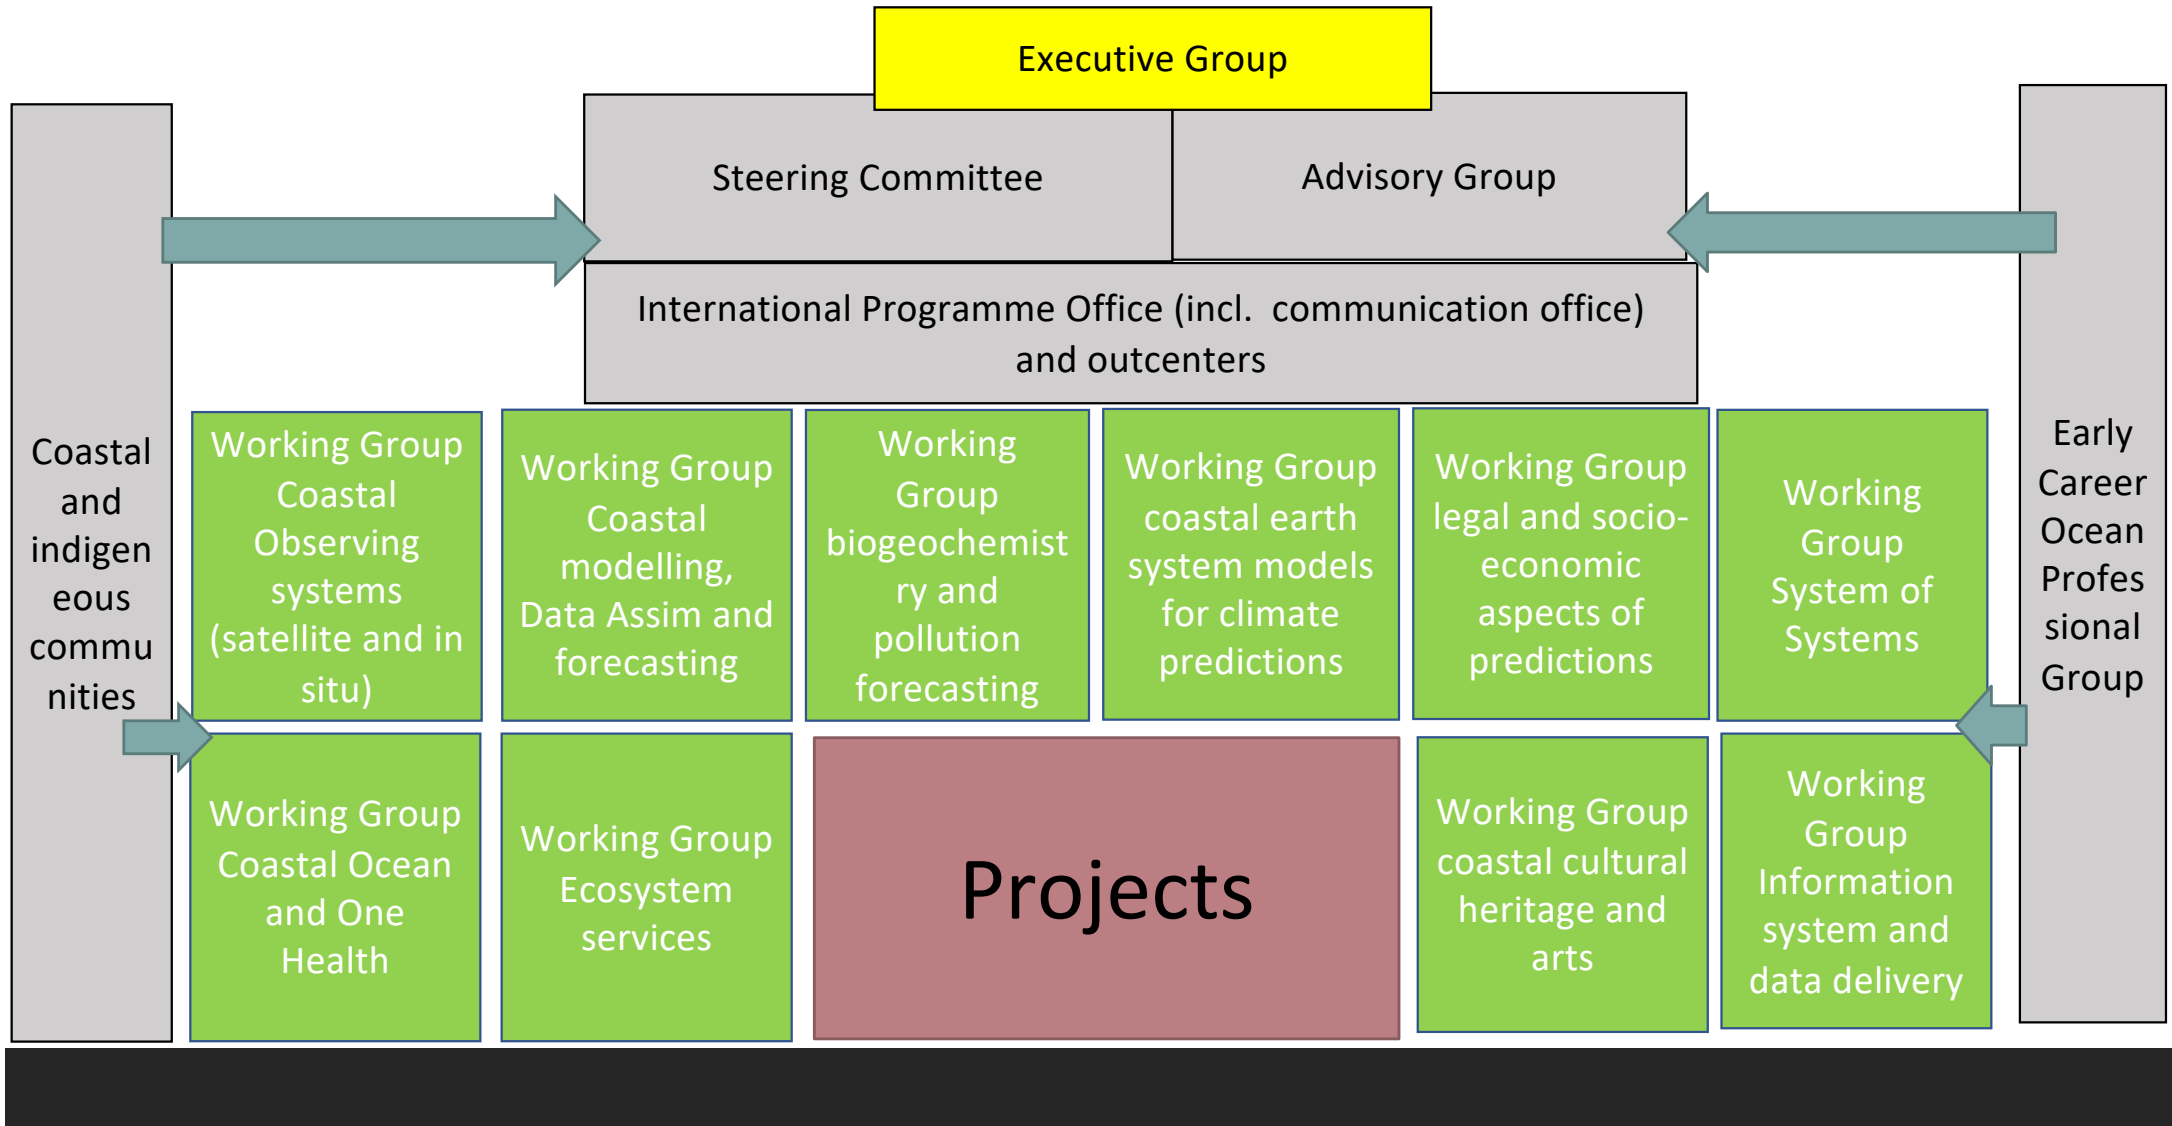 Executive Group
Steering Committee
Advisory Group
International Programme Office (incl. communication office)
and outcenters
Coastal
and
indigen
eous
commu
nities
Working Group
Coastal
Observing
systems
(satellite and in
situ)
Working Group
Coastal
modelling,
Data Assim and
forecasting
Working
Group
biogeochemist
ry and
pollution
forecasting
Working Group
coastal earth
system models
for climate
predictions
Working Group
legal and socio-
economic
aspects of
predictions
Working
Group
System of
Systems
Early
Career
Ocean
Profes
sional
Group
Working Group
Coastal Ocean
and One
Health
Working Group
Ecosystem
services
Projects
Working Group
coastal cultural
heritage and
arts
Working
Group
Information
system and
data delivery